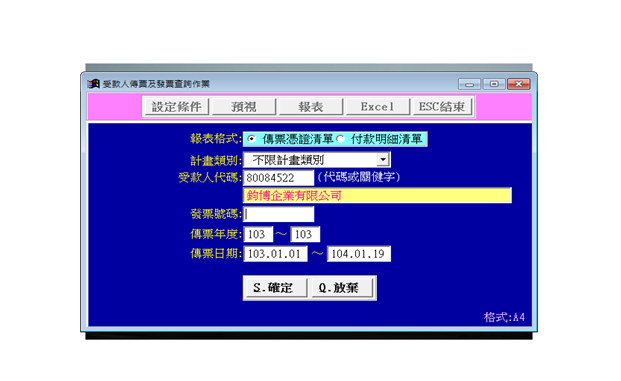 受款人傳票及發票查詢作業
設定條件 預視 報表 Excel ESC結束
報表格式: 傳票憑證清單 付款明細清單
計畫類別: 不限計畫類別
受款人代碼: 80084522 (代碼或關健字)
鈞博企業有限公司
發票號碼:
傳票年度: 103 ~ 103
傳票日期: 103.01.01 ~ 104.01.19
S.確定 Q.放棄
格式:A4